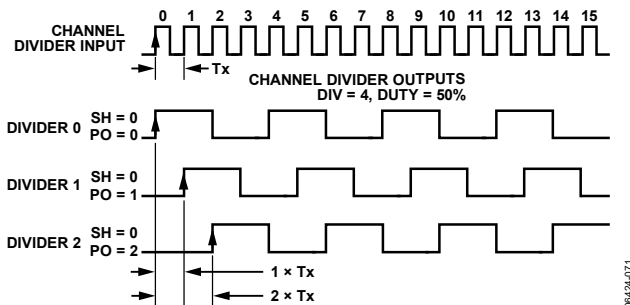 0 1 2 3 4 5 6 7 8 9 10 11 12 13 14 15
CHANNEL
DIVIDER INPUT
Tx
CHANNEL DIVIDER OUTPUTS
DIV = 4, DUTY = 50%
DIVIDER 0 SH = 0
PO = 0
DIVIDER 1 SH = 0
PO = 1
DIVIDER 2 SH = 0
PO = 2
1 × Tx
2 × Tx
06424-071